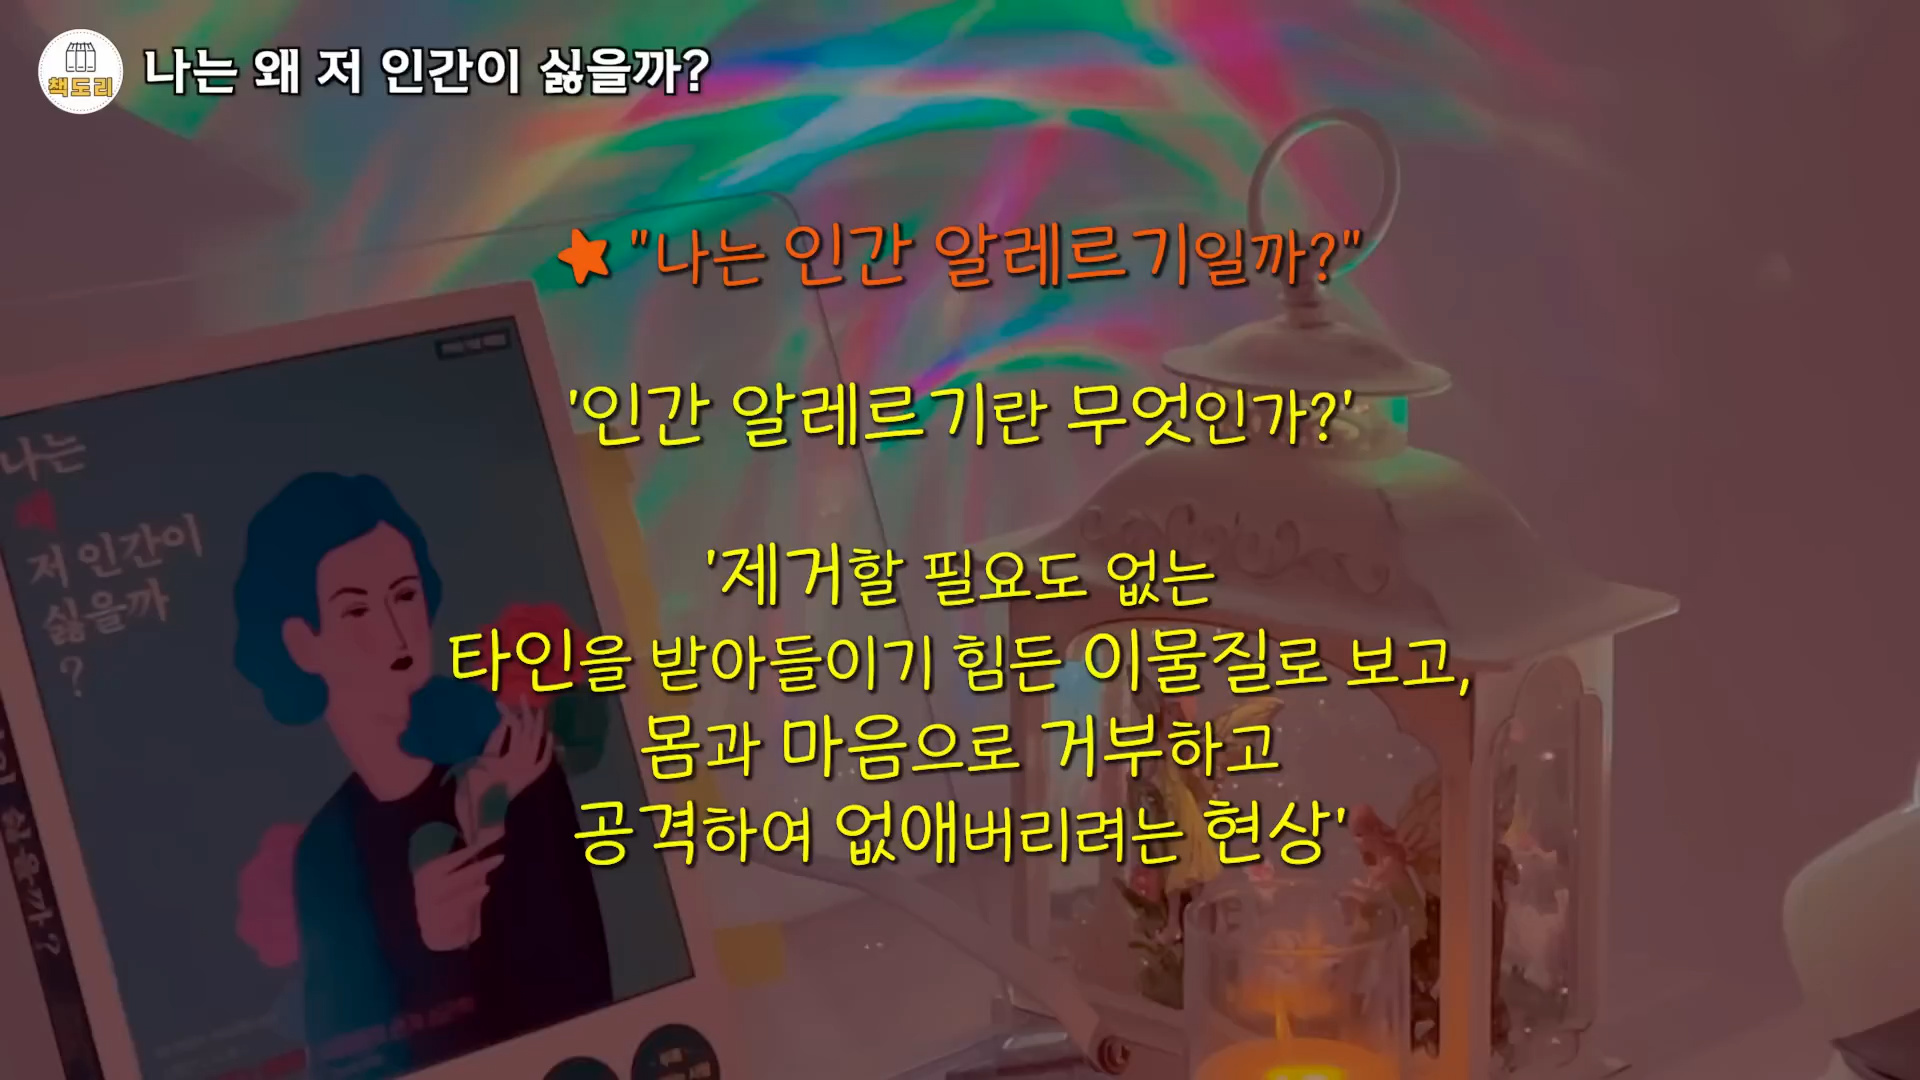 책도리
나는 왜 저 인간이 싫을까?
"나는 인간 알레르기일까?"
'인간 알레르기란 무엇인가?'
'제거할 필요도 없는
타인을 받아들이기 힘든 이물질로 보고,
몸과 마음으로 거부하고
공격하여 없애버리려는 현상'
나는
왜
저 인간이
싫을까
?